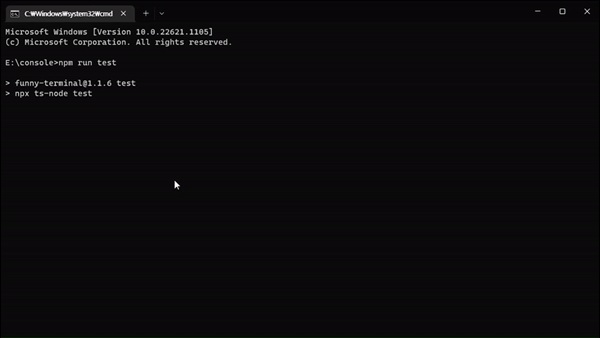 C:₩Windows₩system32₩cmd
Microsoft Windows [Version 10.0.22621.1105]
(c) Microsoft Corporation. All rights reserved.
E:\console>npm run test
> funny-terminal@1.1.6 test
> npx ts-node test